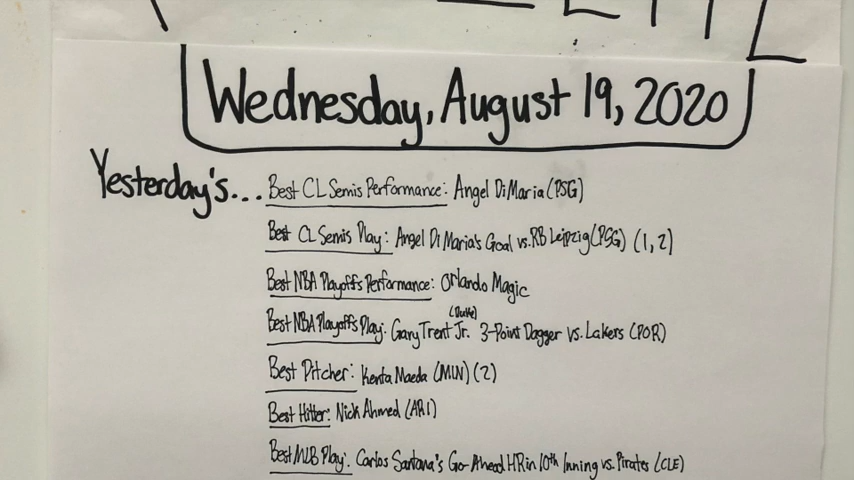 Wednesday, August 19, 2020
Yesterday's... Best CL Semis Performance: Angel Di Maria (PSG)
Best CL Semis Play: Angel Di Maria's Goal vs. RB Leipzig (PSG) (1, 2)
Best NBA Playoffs Performance: Orlando Magic
(Duke)
Best NBA Playoffs Play: Gary Trent Jr. 3-Point Dagger vs. Lakers (POR)
Best Pitcher: Kenta Maeda (MIN) (2)
Best Hitter: Nick Ahmed (ARI)
Best MLB Play: Carlos Santana's Go-Ahead HR in 10th Inning vs. Pirates (CLE)